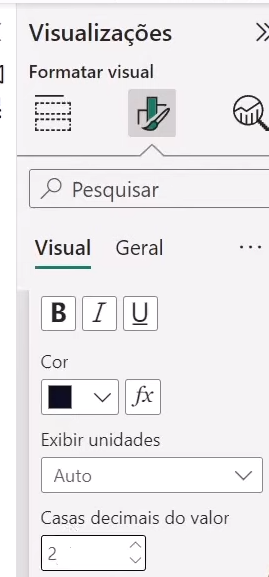 Visualizações
Formatar visual
Pesquisar
Visual Geral ...
B I U
Cor
fx
Exibir unidades
Auto
Casas decimais do valor
2